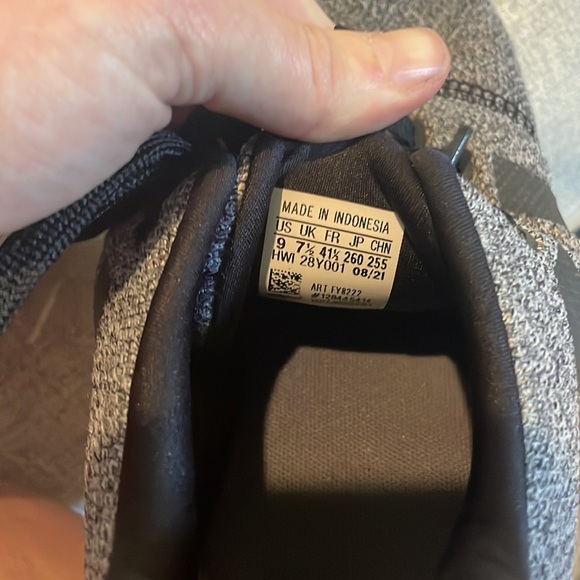 MADE IN INDONESIA
US UK FR JP CHN
9 7½ 41⅓ 260 255
HWI 28Y001 08/21
ART FY8222